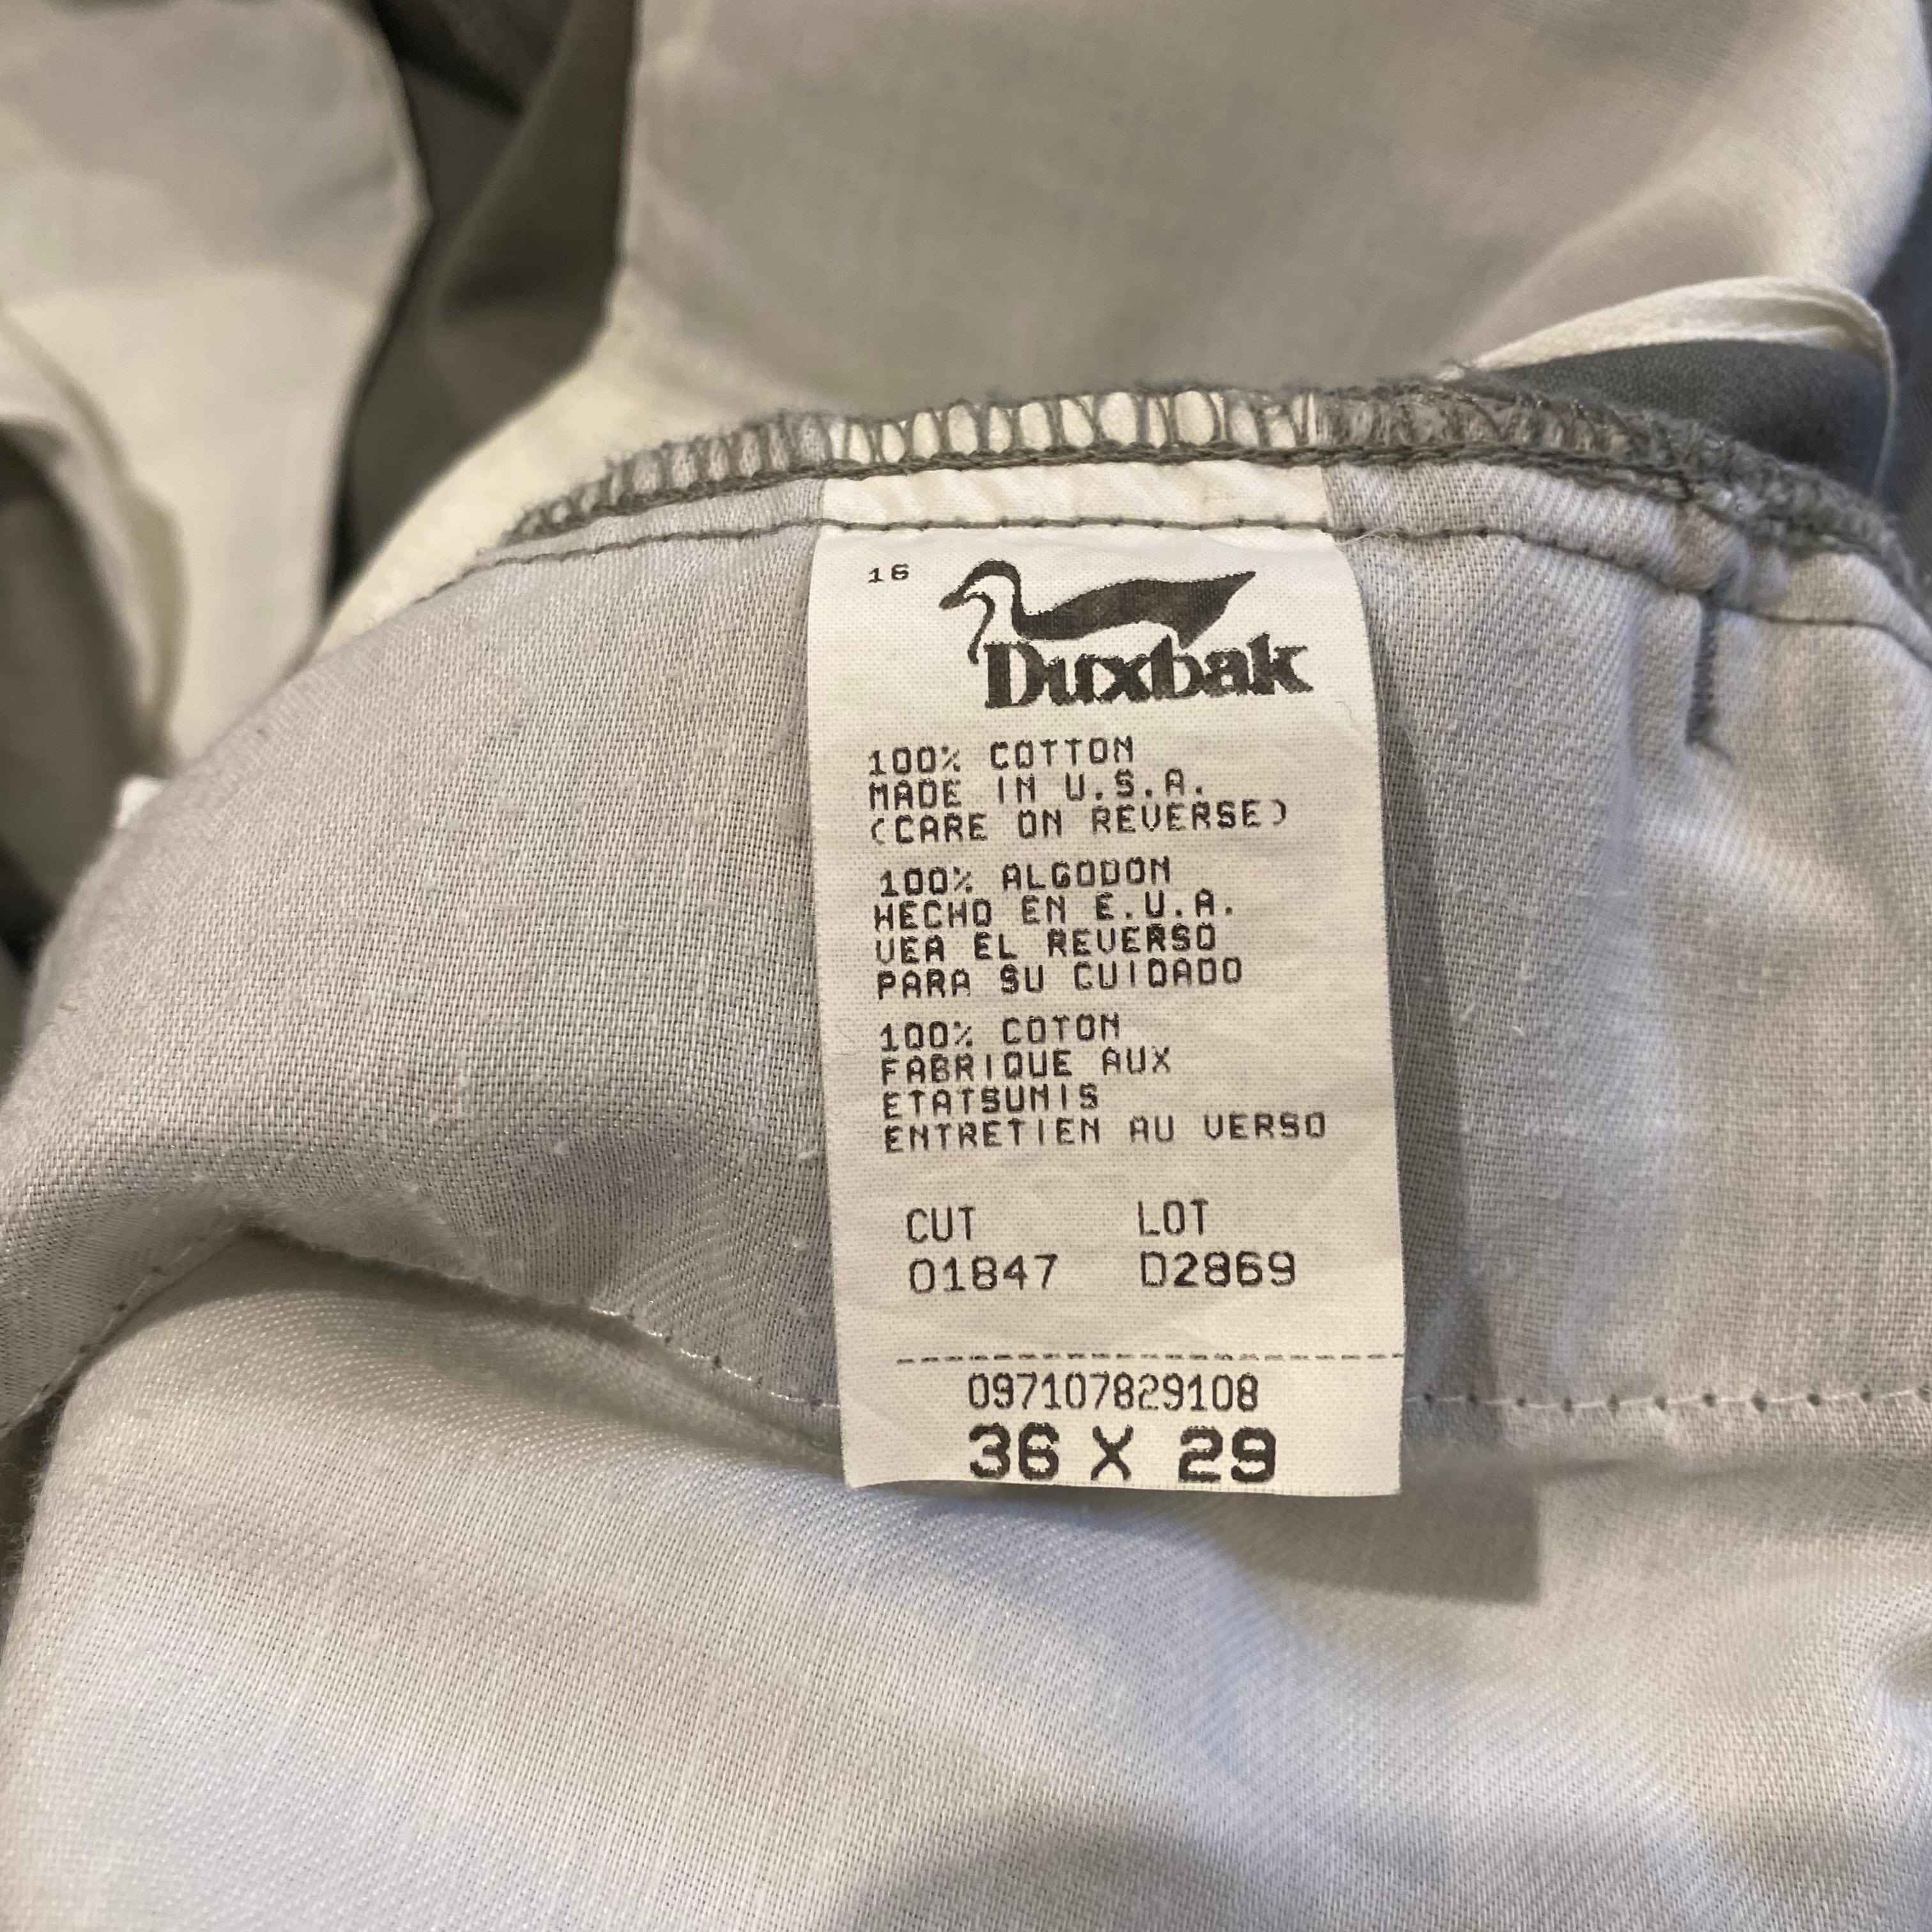 16
Duxbak
100% COTTON
MADE IN U.S.A.
(CARE ON REVERSE)
100% ALGODON
HECHO EN E.U.A.
VEA EL REVERSO
PARA SU CUIDADO
100% COTON
FABRIQUE AUX
ETATSUNIS
ENTRETIEN AU VERSO
CUT LOT
01847 D2869
097107829108
36 X 29